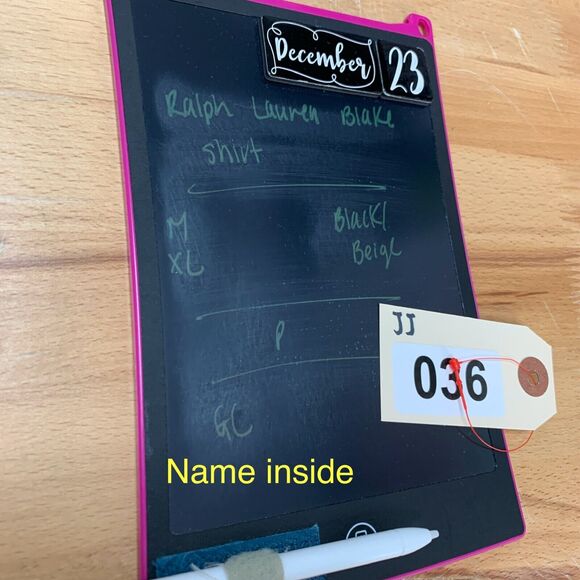 December 23
Ralph Lauren Blake
shirt
M Black/
XL Beige
P
JJ
036
GC
Name inside